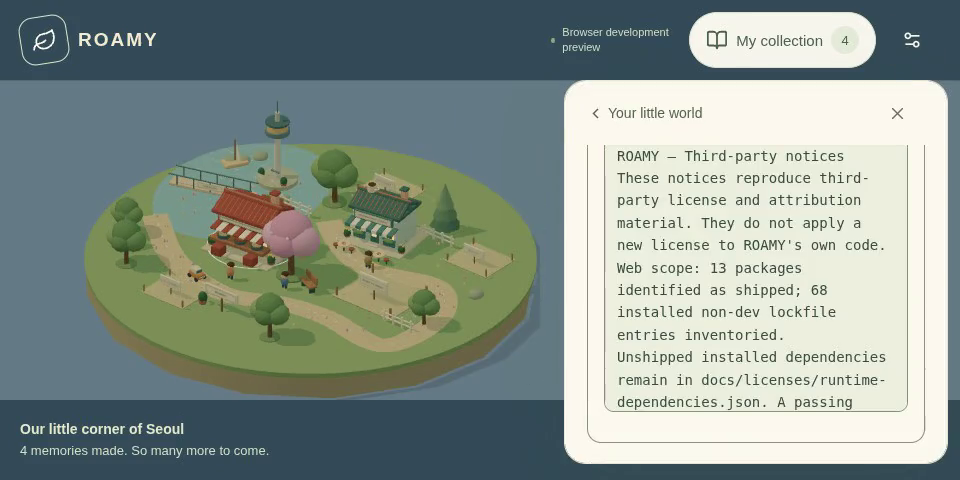 ROAMY
Browser development
preview
My collection 4
Your little world
ROAMY — Third-party notices
These notices reproduce third-
party license and attribution
material. They do not apply a
new license to ROAMY's own code.
Web scope: 13 packages
identified as shipped; 68
installed non-dev lockfile
entries inventoried.
Unshipped installed dependencies
remain in docs/licenses/runtime-
dependencies.json. A passing
Our little corner of Seoul
4 memories made. So many more to come.